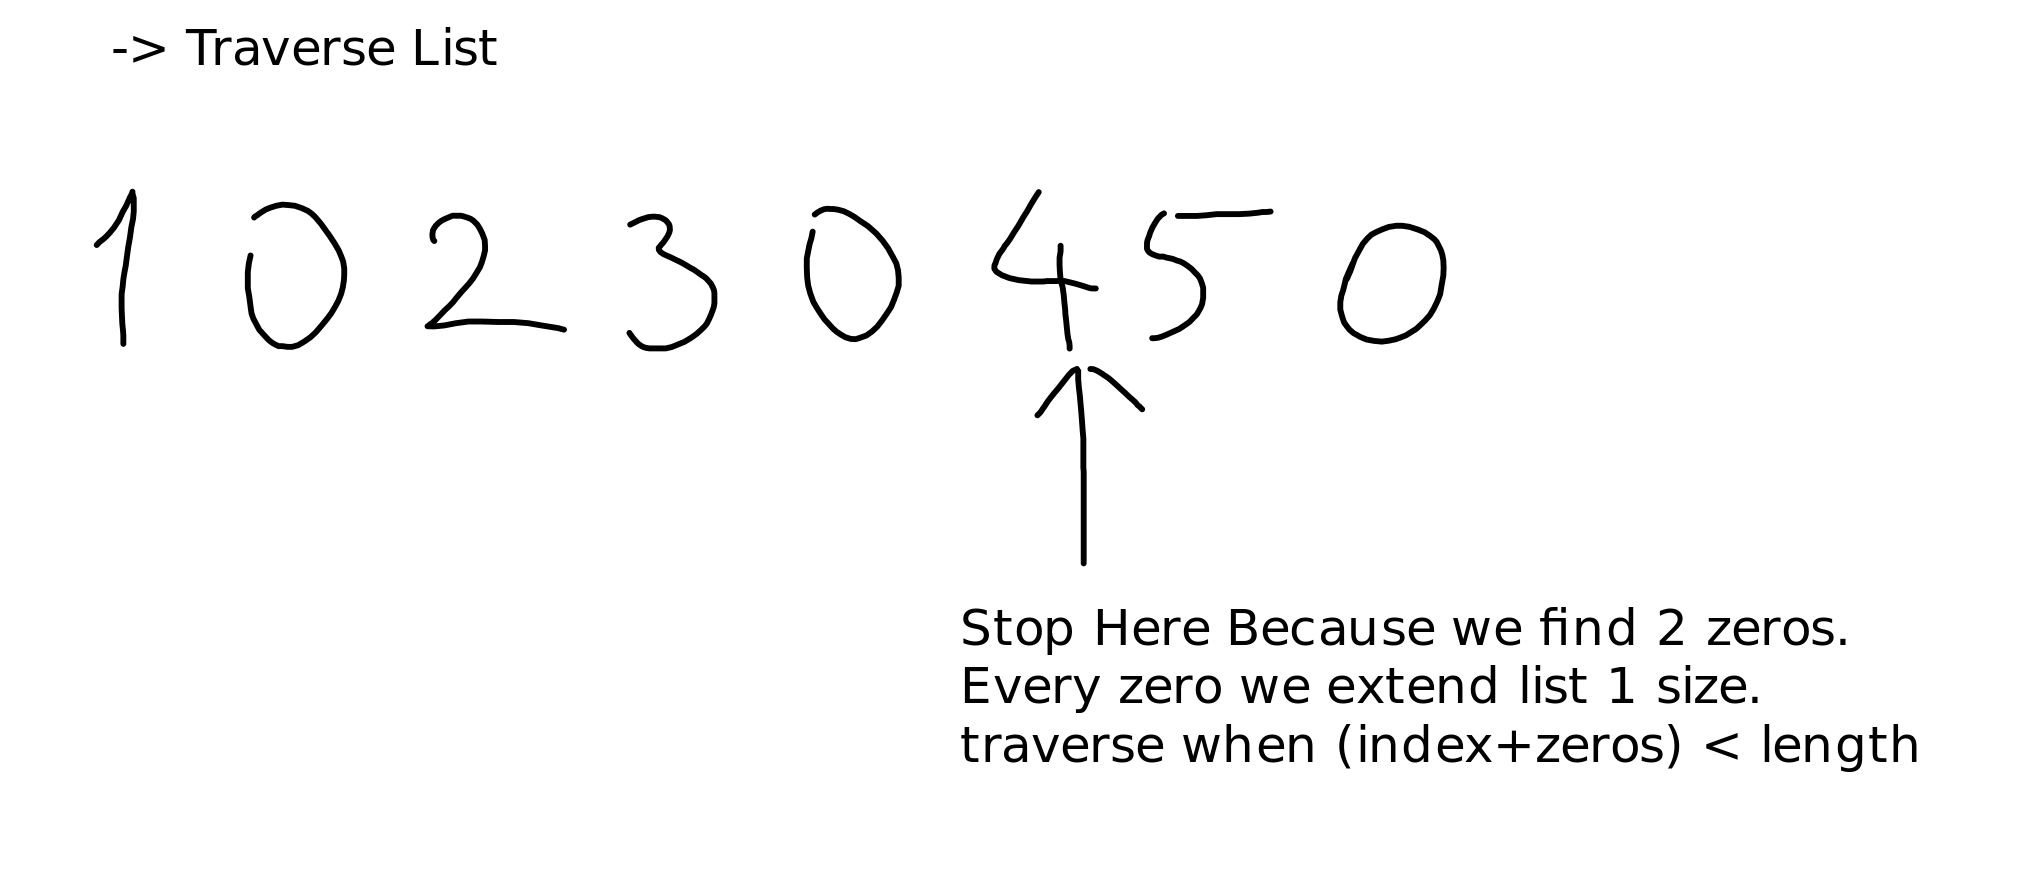 -> Traverse List
1 0 2 3 0 4 5 0
Stop Here Because we find 2 zeros.
Every zero we extend list 1 size.
traverse when (index+zeros) < length